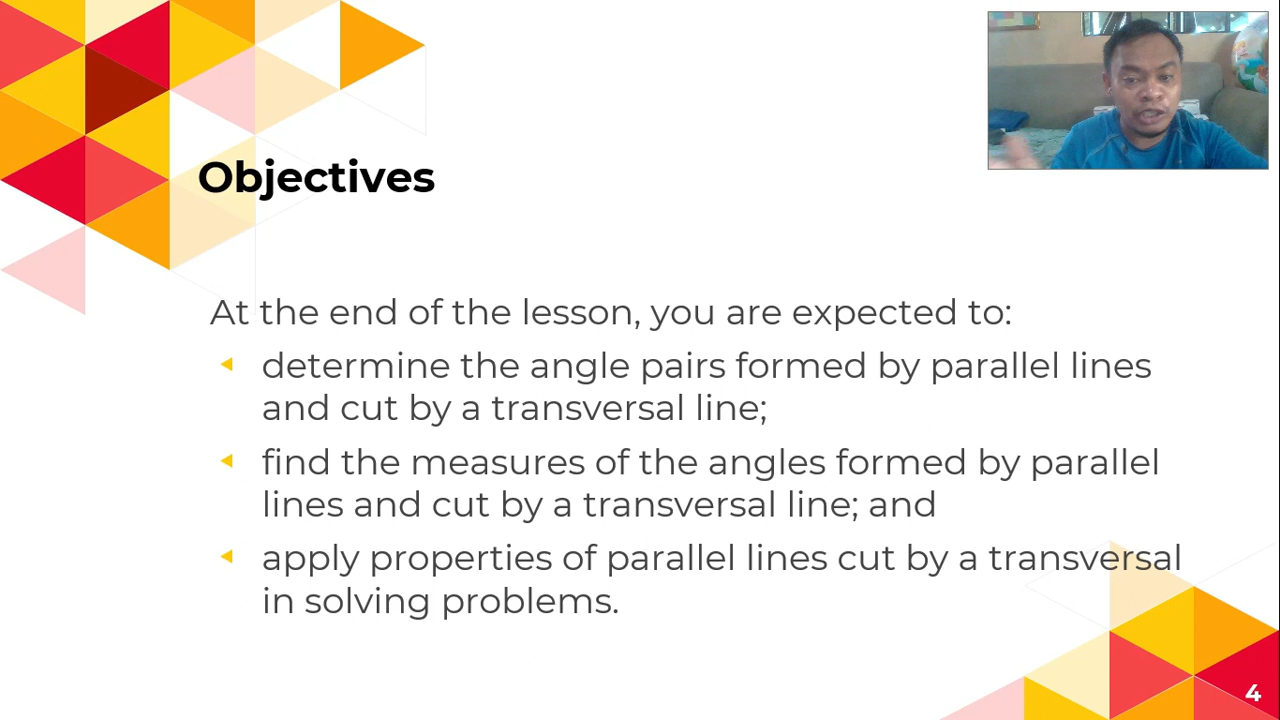 Objectives
At the end of the lesson, you are expected to:
determine the angle pairs formed by parallel lines
and cut by a transversal line;
find the measures of the angles formed by parallel
lines and cut by a transversal line; and
apply properties of parallel lines cut by a transversal
in solving problems.
4